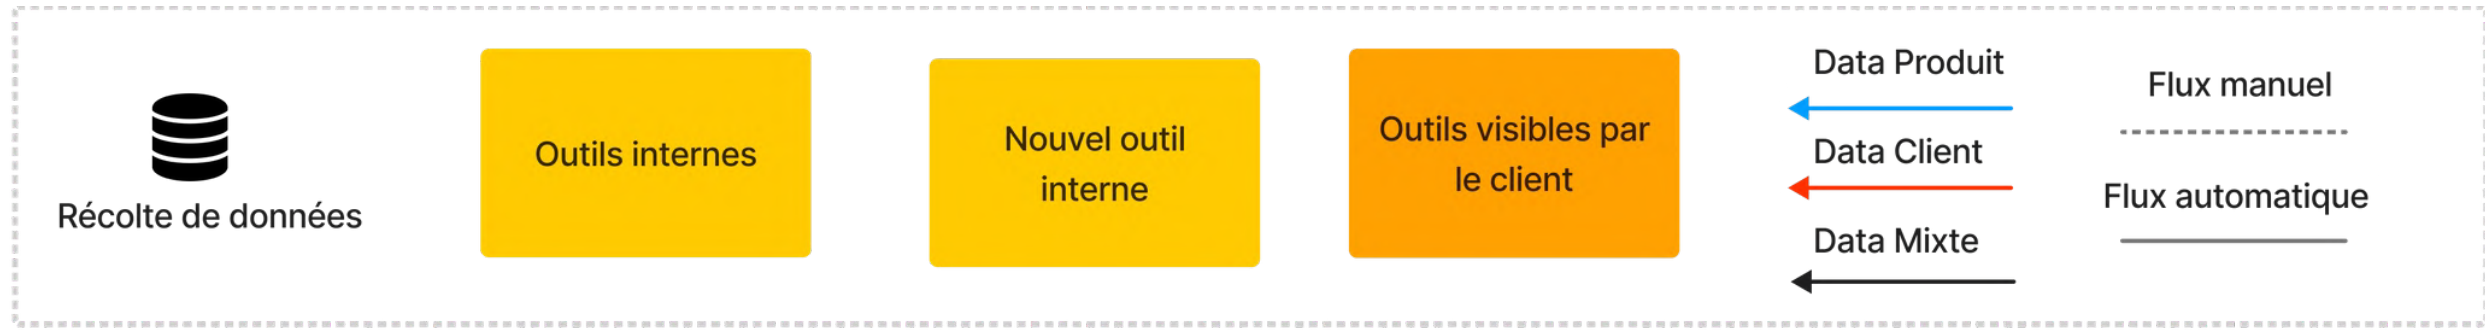 Récolte de données
Outils internes
Nouvel outil
interne
Outils visibles par
le client
Data Produit
Data Client
Data Mixte
Flux manuel
Flux automatique